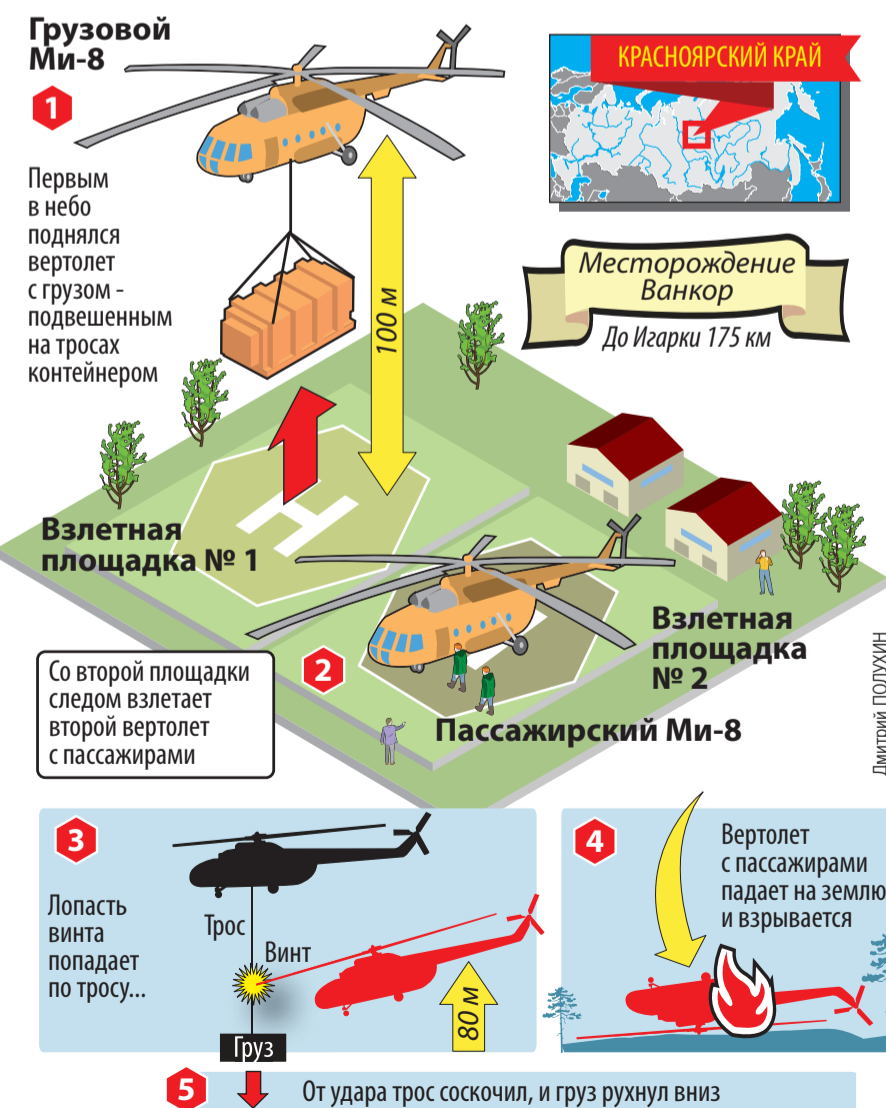 Грузовой
Ми-8
1
Первым
в небо
поднялся
вертолет
с грузом -
подвешенным
на тросах
контейнером
100 м
КРАСНОЯРСКИЙ КРАЙ
Месторождение
Ванкор
До Игарки 175 км
Взлетная
площадка № 1
H
Взлетная
площадка
№ 2
2
Со второй площадки
следом взлетает
второй вертолет
с пассажирами
Пассажирский Ми-8
Дмитрий ПОЛУХИН
3
Лопасть
винта
попадает
по тросу...
Трос
Винт
Груз
80 м
4
Вертолет
с пассажирами
падает на землю
и взрывается
5
От удара трос соскочил, и груз рухнул вниз